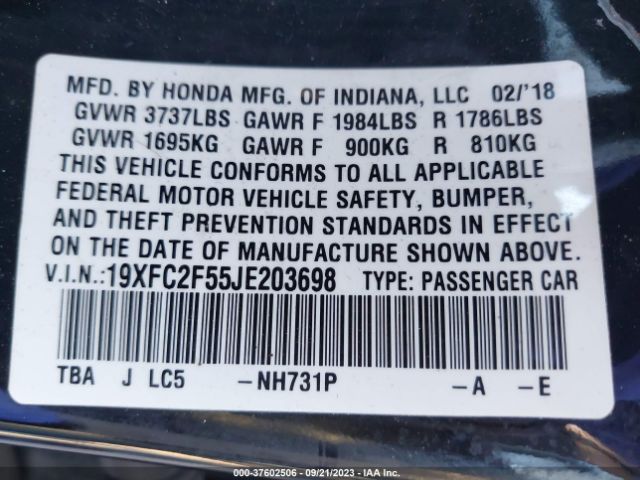 MFD. BY HONDA MFG. OF INDIANA, LLC 02/'18
GVWR 3737LBS GAWR F 1984LBS R 1786LBS
GVWR 1695KG GAWR F 900KG R 810KG
THIS VEHICLE CONFORMS TO ALL APPLICABLE
FEDERAL MOTOR VEHICLE SAFETY, BUMPER,
AND THEFT PREVENTION STANDARDS IN EFFECT
ON THE DATE OF MANUFACTURE SHOWN ABOVE.
V.I.N.:19XFC2F55JE203698 TYPE: PASSENGER CAR
TBA J LC5 -NH731P -A -E
000-37602506 - 09/21/2023 - IAA Inc.